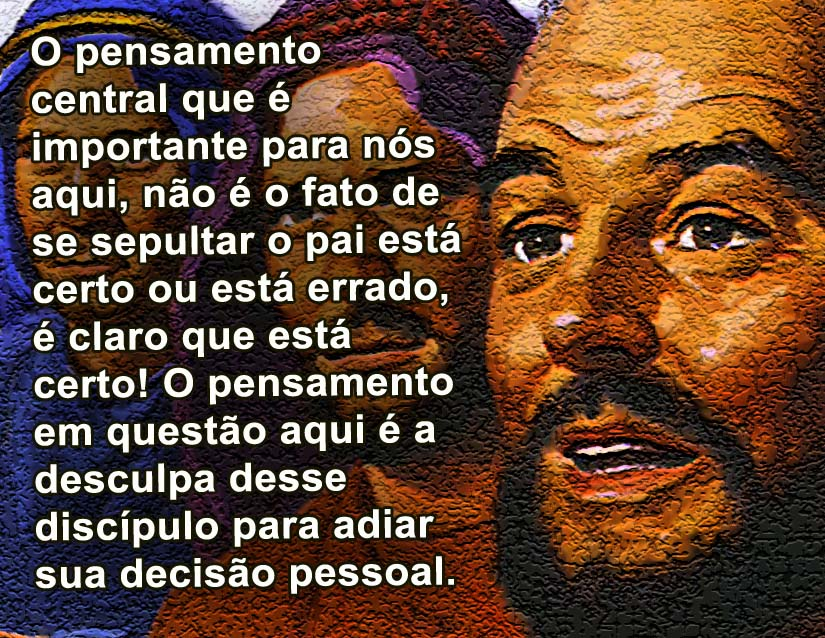 O pensamento
central que é
importante para nós
aqui, não é o fato de
se sepultar o pai está
certo ou está errado,
é claro que está
certo! O pensamento
em questão aqui é a
desculpa desse
discípulo para adiar
sua decisão pessoal.